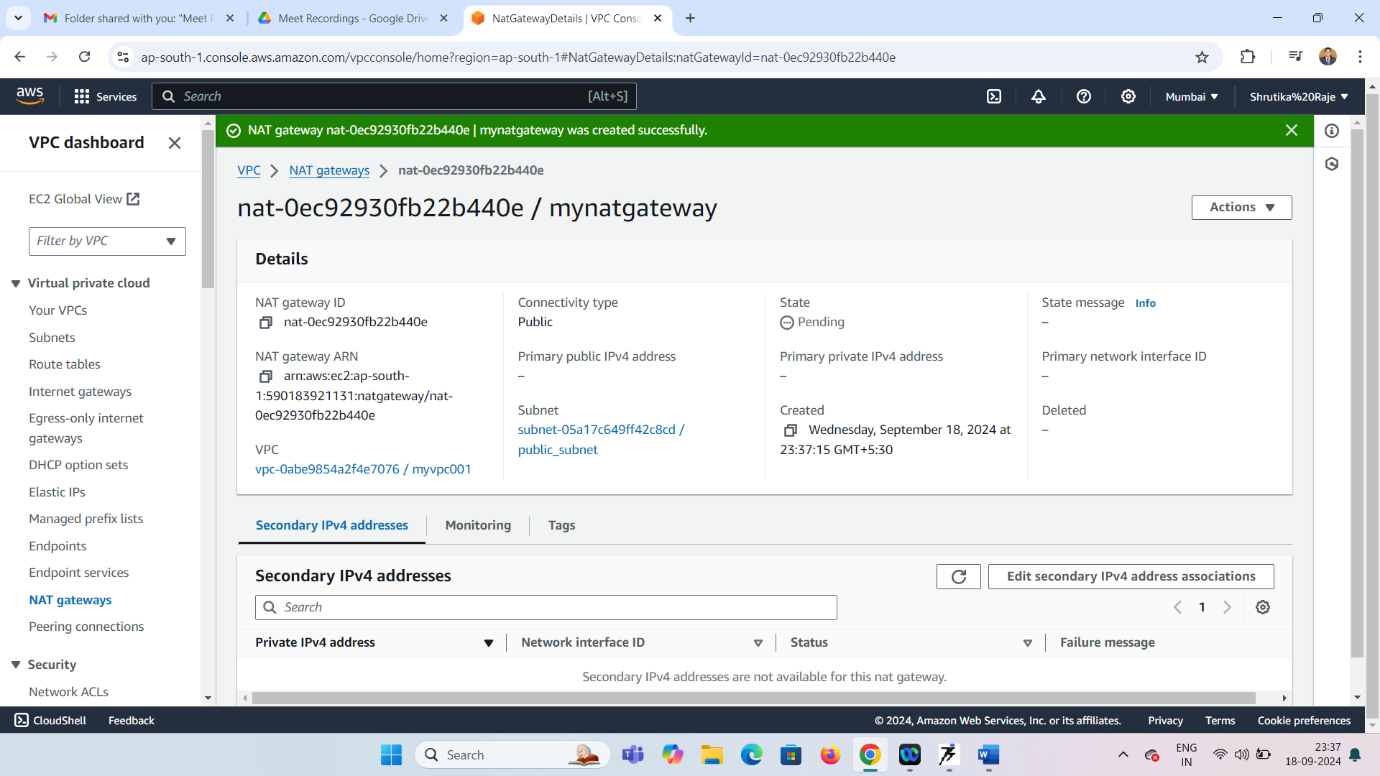 Folder shared with you: "Meet R
Meet Recordings - Google Drive
NatGatewayDetails | VPC Conso
ap-south-1.console.aws.amazon.com/vpcconsole/home?region=ap-south-1#NatGatewayDetails:natGatewayId=nat-0ec92930fb22b440e
aws
Services
Search
[Alt+S]
Mumbai
Shrutika%20Raje
VPC dashboard
EC2 Global View
Filter by VPC
Virtual private cloud
Your VPCs
Subnets
Route tables
Internet gateways
Egress-only internet
gateways
DHCP option sets
Elastic IPs
Managed prefix lists
Endpoints
Endpoint services
NAT gateways
Peering connections
Security
Network ACLs
NAT gateway nat-0ec92930fb22b440e | mynatgateway was created successfully.
VPC
NAT gateways
nat-0ec92930fb22b440e
nat-0ec92930fb22b440e / mynatgateway
Actions
Details
NAT gateway ID
nat-0ec92930fb22b440e
Connectivity type
Public
State
Pending
State message Info
–
NAT gateway ARN
arn:aws:ec2:ap-south-
1:590183921131:natgateway/nat-
0ec92930fb22b440e
Primary public IPv4 address
–
Primary private IPv4 address
–
Primary network interface ID
–
VPC
vpc-0abe9854a2f4e7076 / myvpc001
Subnet
subnet-05a17c649ff42c8cd /
public_subnet
Created
Wednesday, September 18, 2024 at
23:37:15 GMT+5:30
Deleted
–
Secondary IPv4 addresses
Monitoring
Tags
Secondary IPv4 addresses
Edit secondary IPv4 address associations
Search
1
Private IPv4 address
Network interface ID
Status
Failure message
Secondary IPv4 addresses are not available for this nat gateway.
CloudShell
Feedback
© 2024, Amazon Web Services, Inc. or its affiliates.
Privacy
Terms
Cookie preferences
Search
ENG
IN
23:37
18-09-2024